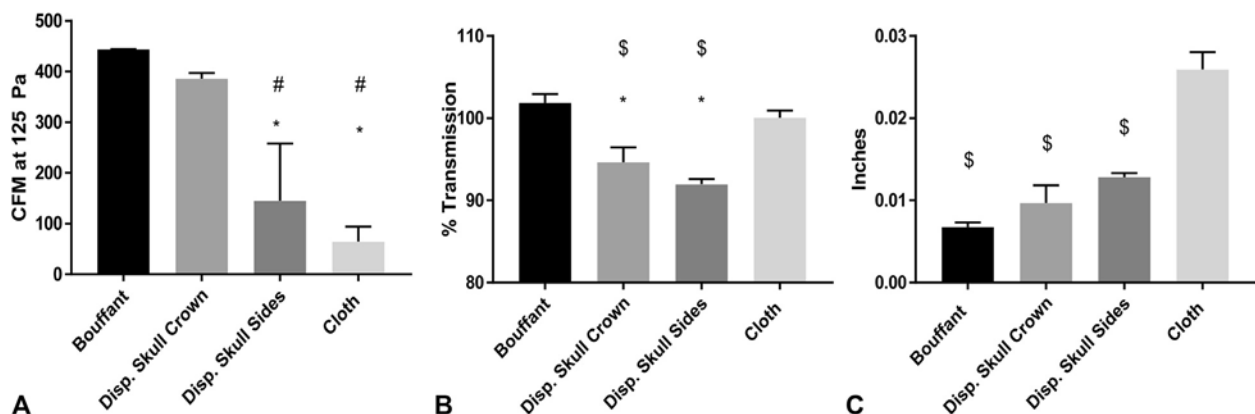 CFM at 125 Pa
500
400
300
200
100
0
#
*
#
*
Bouffant
Disp. Skull Crown
Disp. Skull Sides
Cloth
A
% Transmission
110
100
90
80
$
*
$
*
Bouffant
Disp. Skull Crown
Disp. Skull Sides
Cloth
B
Inches
0.03
0.02
0.01
0.00
$
$
$
Bouffant
Disp. Skull Crown
Disp. Skull Sides
Cloth
C